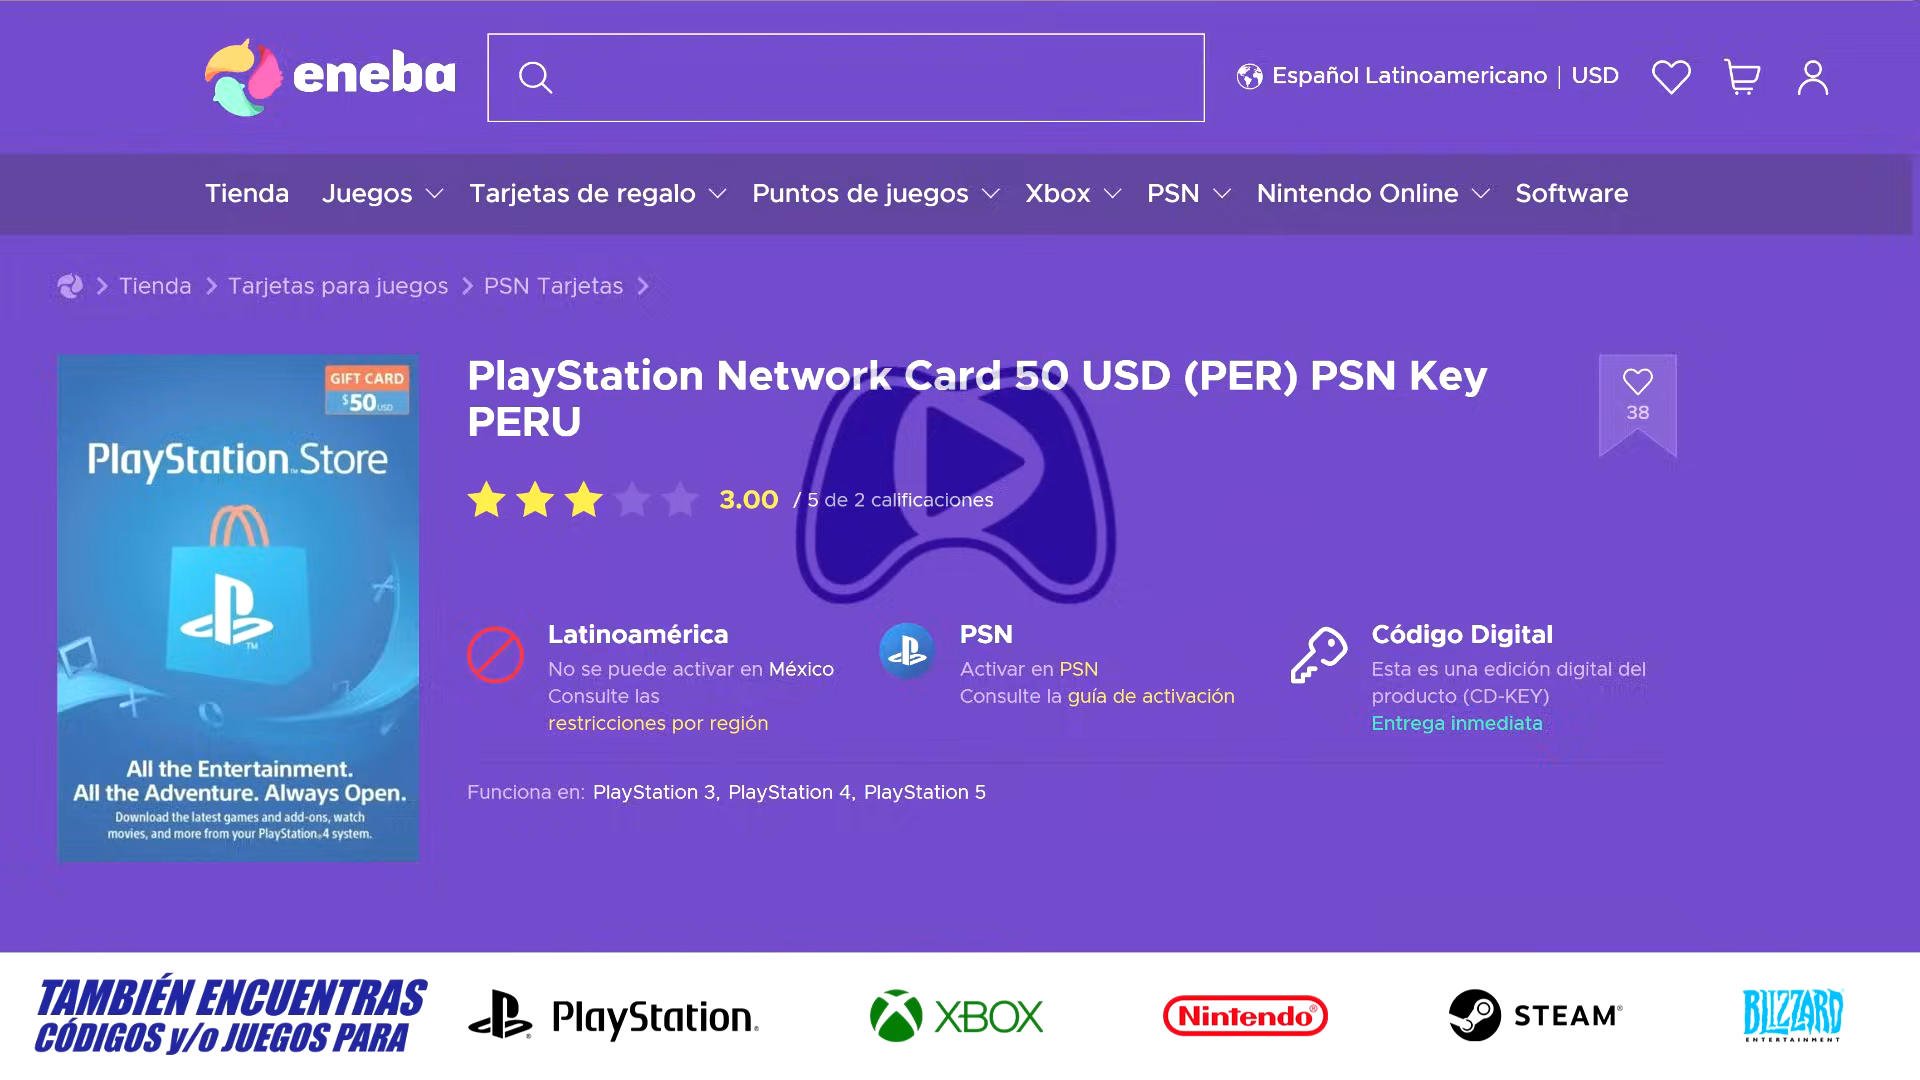 eneba
Español Latinoamericano | USD
Tienda Juegos Tarjetas de regalo Puntos de juegos Xbox PSN Nintendo Online Software
Tienda Tarjetas para juegos PSN Tarjetas
GIFT CARD
$50 USD
PlayStation™ Store
All the Entertainment.
All the Adventure. Always Open.
Download the latest games and add-ons, watch
movies, and more from your PlayStation®4 system.
PlayStation Network Card 50 USD (PER) PSN Key
PERU
38
3.00 / 5 de 2 calificaciones
Latinoamérica
No se puede activar en México
Consulte las
restricciones por región
PSN
Activar en PSN
Consulte la guía de activación
Código Digital
Esta es una edición digital del
producto (CD-KEY)
Entrega inmediata
Funciona en: PlayStation 3, PlayStation 4, PlayStation 5
TAMBIÉN ENCUENTRAS
CÓDIGOS y/o JUEGOS PARA
PlayStation®
XBOX
Nintendo®
STEAM®
BLIZZARD
ENTERTAINMENT